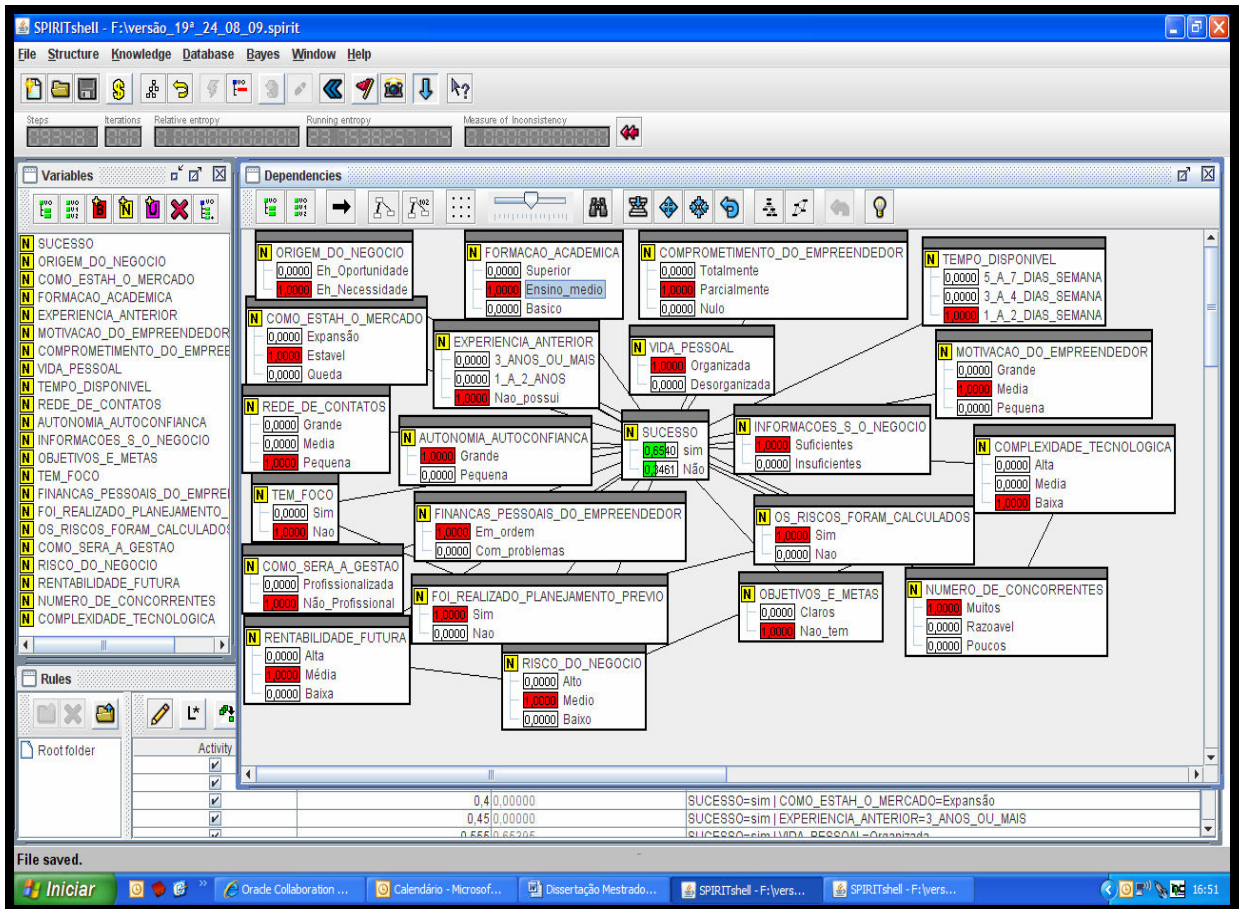 SPIRITshell - F:\versão_19ª_24_08_09.spirit
File Structure Knowledge Database Bayes Window Help
Steps Iterations Relative entropy Running entropy Measure of Inconsistency
Variables
SUCESSO
ORIGEM_DO_NEGOCIO
COMO_ESTAH_O_MERCADO
FORMACAO_ACADEMICA
EXPERIENCIA_ANTERIOR
MOTIVACAO_DO_EMPREENDEDOR
COMPROMETIMENTO_DO_EMPREE
VIDA_PESSOAL
TEMPO_DISPONIVEL
REDE_DE_CONTATOS
AUTONOMIA_AUTOCONFIANCA
INFORMACOES_S_O_NEGOCIO
OBJETIVOS_E_METAS
TEM_FOCO
FINANCAS_PESSOAIS_DO_EMPREI
FOI_REALIZADO_PLANEJAMENTO_
OS_RISCOS_FORAM_CALCULADOS
COMO_SERA_A_GESTAO
RISCO_DO_NEGOCIO
RENTABILIDADE_FUTURA
NUMERO_DE_CONCORRENTES
COMPLEXIDADE_TECNOLOGICA
Dependencies
ORIGEM_DO_NEGOCIO
0,0000 Eh_Oportunidade
1,0000 Eh_Necessidade
FORMACAO_ACADEMICA
0,0000 Superior
1,0000 Ensino_medio
0,0000 Basico
COMPROMETIMENTO_DO_EMPREENDEDOR
0,0000 Totalmente
1,0000 Parcialmente
0,0000 Nulo
TEMPO_DISPONIVEL
0,0000 5_A_7_DIAS_SEMANA
0,0000 3_A_4_DIAS_SEMANA
1,0000 1_A_2_DIAS_SEMANA
COMO_ESTAH_O_MERCADO
0,0000 Expansão
1,0000 Estavel
0,0000 Queda
EXPERIENCIA_ANTERIOR
0,0000 3_ANOS_OU_MAIS
0,0000 1_A_2_ANOS
1,0000 Nao_possui
VIDA_PESSOAL
1,0000 Organizada
0,0000 Desorganizada
MOTIVACAO_DO_EMPREENDEDOR
0,0000 Grande
1,0000 Media
0,0000 Pequena
REDE_DE_CONTATOS
0,0000 Grande
0,0000 Media
1,0000 Pequena
AUTONOMIA_AUTOCONFIANCA
1,0000 Grande
0,0000 Pequena
SUCESSO
0,6540 sim
0,3461 Não
INFORMACOES_S_O_NEGOCIO
1,0000 Suficientes
0,0000 Insuficientes
COMPLEXIDADE_TECNOLOGICA
0,0000 Alta
0,0000 Media
1,0000 Baixa
TEM_FOCO
0,0000 Sim
1,0000 Nao
FINANCAS_PESSOAIS_DO_EMPREENDEDOR
1,0000 Em_ordem
0,0000 Com_problemas
OS_RISCOS_FORAM_CALCULADOS
1,0000 Sim
0,0000 Nao
COMO_SERA_A_GESTAO
0,0000 Profissionalizada
1,0000 Não_Profissional
FOI_REALIZADO_PLANEJAMENTO_PREVIO
1,0000 Sim
0,0000 Nao
OBJETIVOS_E_METAS
0,0000 Claros
1,0000 Nao_tem
NUMERO_DE_CONCORRENTES
1,0000 Muitos
0,0000 Razoavel
0,0000 Poucos
RENTABILIDADE_FUTURA
0,0000 Alta
1,0000 Média
0,0000 Baixa
RISCO_DO_NEGOCIO
0,0000 Alto
1,0000 Medio
0,0000 Baixo
Rules
Root folder
Activity
0,4 0,00000 SUCESSO=sim | COMO_ESTAH_O_MERCADO=Expansão
0,45 0,00000 SUCESSO=sim | EXPERIENCIA_ANTERIOR=3_ANOS_OU_MAIS
SUCESSO=sim | VIDA_PESSOAL=Organizada
File saved.
Iniciar Oracle Collaboration ... Calendário - Microsof... Dissertação Mestrado... SPIRITshell - F:\vers... SPIRITshell - F:\vers... 16:51